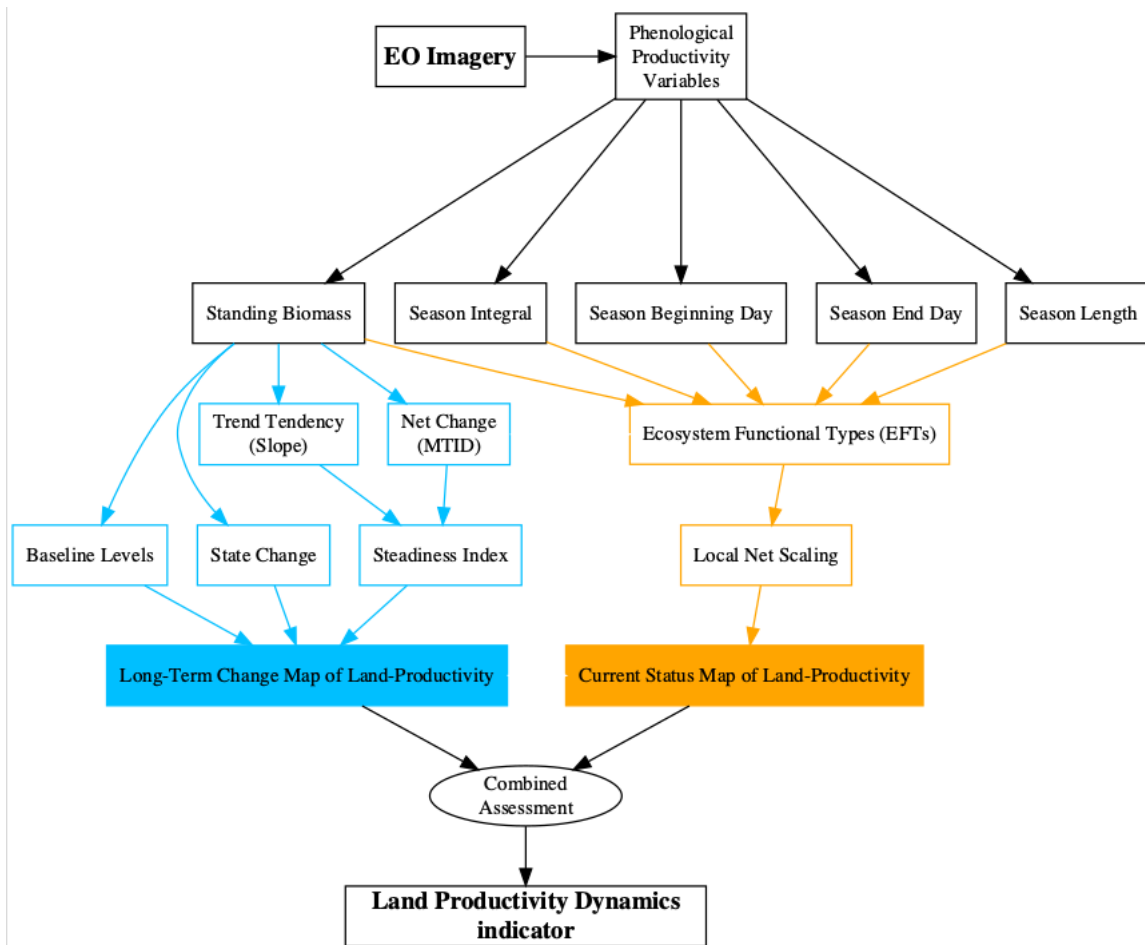 EO Imagery
Phenological
Productivity
Variables
Standing Biomass
Season Integral
Season Beginning Day
Season End Day
Season Length
Trend Tendency
(Slope)
Net Change
(MTID)
Ecosystem Functional Types (EFTs)
Baseline Levels
State Change
Steadiness Index
Local Net Scaling
Long-Term Change Map of Land-Productivity
Current Status Map of Land-Productivity
Combined
Assessment
Land Productivity Dynamics
indicator